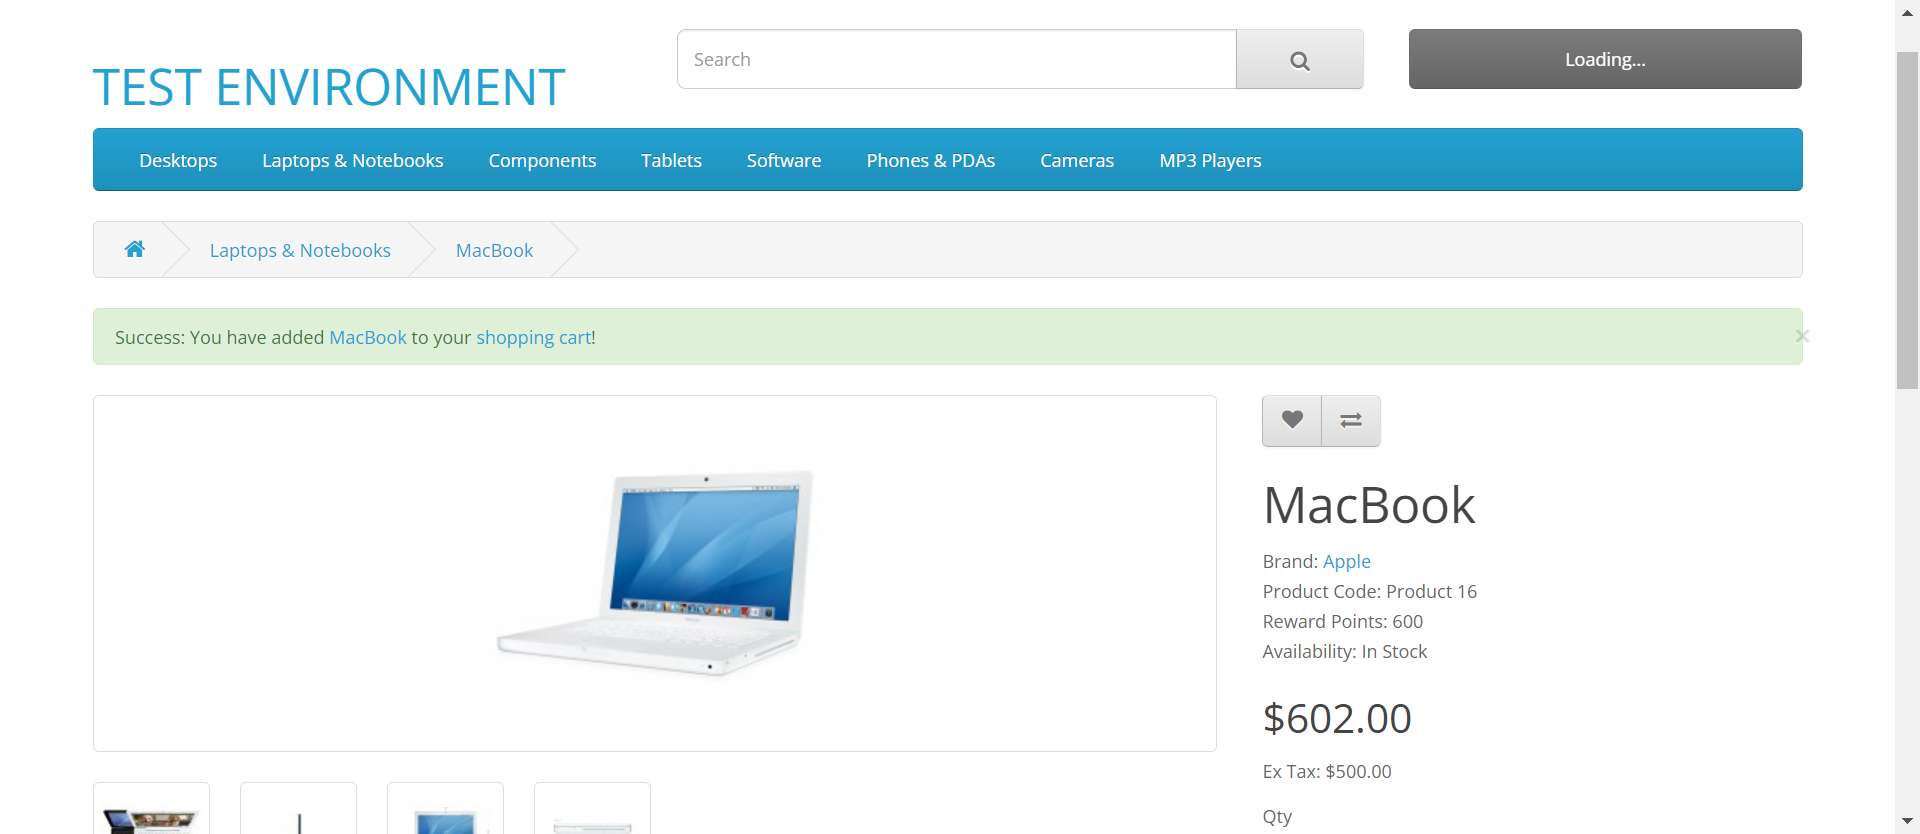 TEST ENVIRONMENT
Search
Loading...
Desktops
Laptops & Notebooks
Components
Tablets
Software
Phones & PDAs
Cameras
MP3 Players
Laptops & Notebooks
MacBook
Success: You have added MacBook to your shopping cart!
×
MacBook
Brand: Apple
Product Code: Product 16
Reward Points: 600
Availability: In Stock
$602.00
Ex Tax: $500.00
Qty